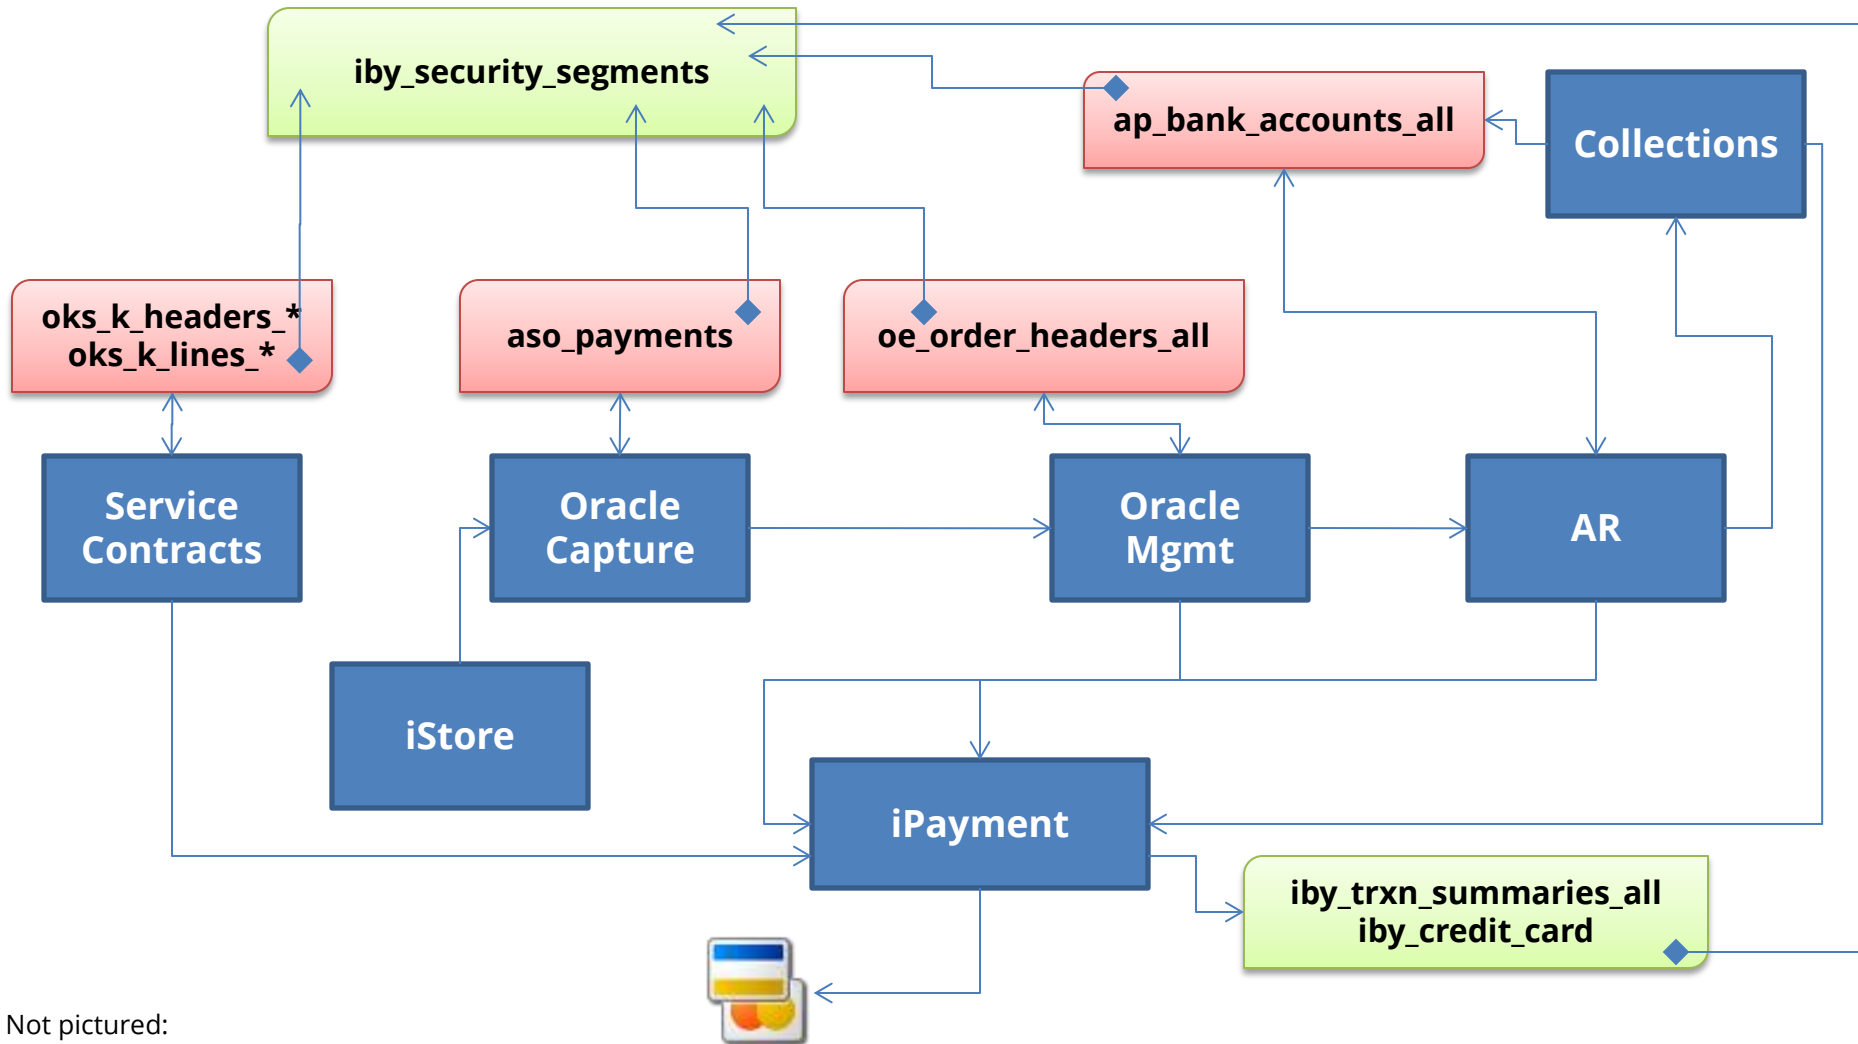 iby_security_segments
ap_bank_accounts_all
Collections
oks_k_headers_*
oks_k_lines_*
aso_payments
oe_order_headers_all
Service
Contracts
Oracle
Capture
Oracle
Mgmt
AR
iStore
iPayment
iby_trxn_summaries_all
iby_credit_card
Not pictured: